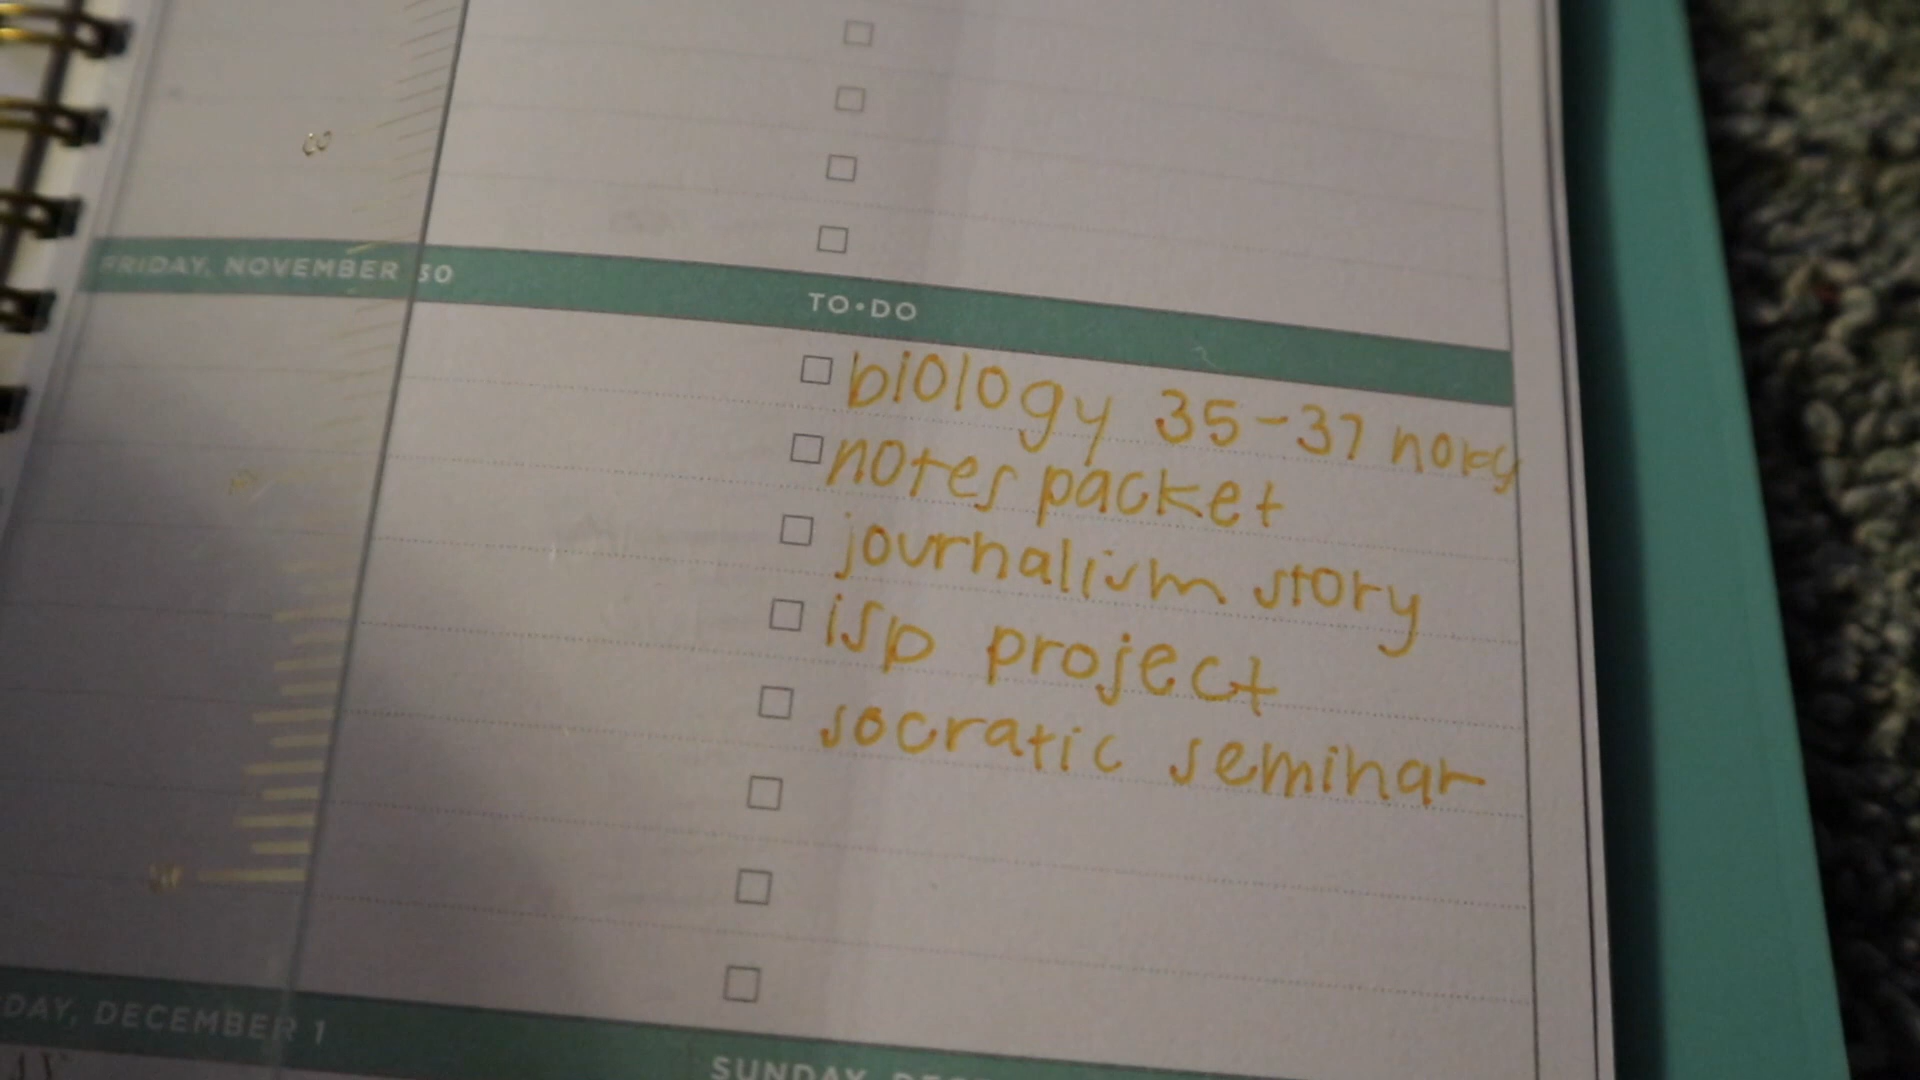 FRIDAY, NOVEMBER 30
TO•DO
biology 35-37
notes packet
journalism story
isp project
socratic seminar
DAY, DECEMBER 1
SUNDAY,